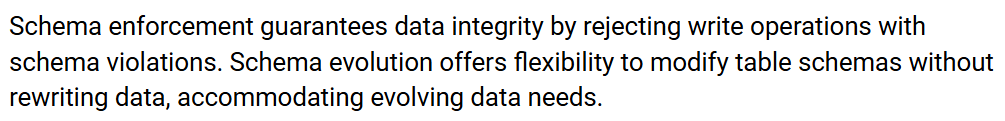 Schema enforcement guarantees data integrity by rejecting write operations with
schema violations. Schema evolution offers flexibility to modify table schemas without
rewriting data, accommodating evolving data needs.